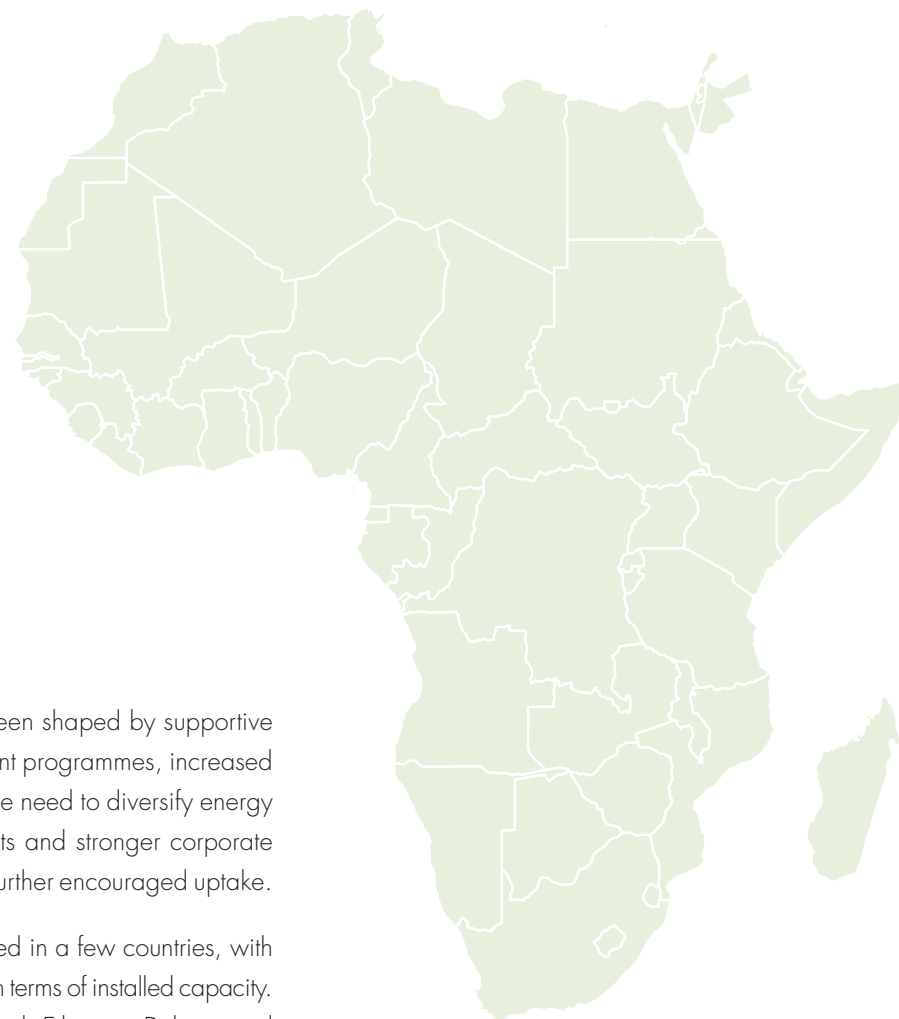 een shaped by supportive
nt programmes, increased
e need to diversify energy
ts and stronger corporate
urther encouraged uptake.
ed in a few countries, with
n terms of installed capacity.